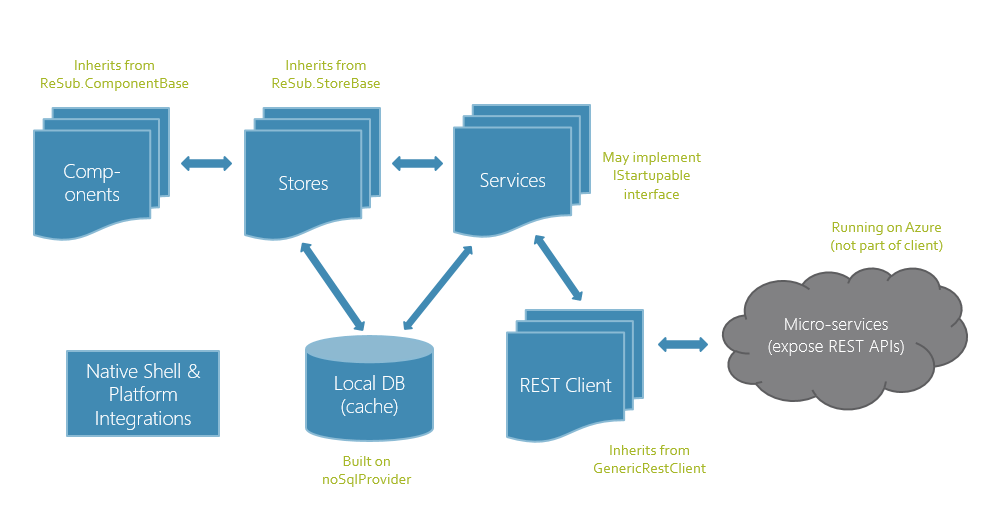 Inherits from
ReSub.ComponentBase
Inherits from
ReSub.StoreBase
Comp-
onents
Stores
Services
May implement
IStartupable
interface
Running on Azure
(not part of client)
Micro-services
(expose REST APIs)
Native Shell &
Platform
Integrations
Local DB
(cache)
REST Client
Built on
noSqlProvider
Inherits from
GenericRestClient